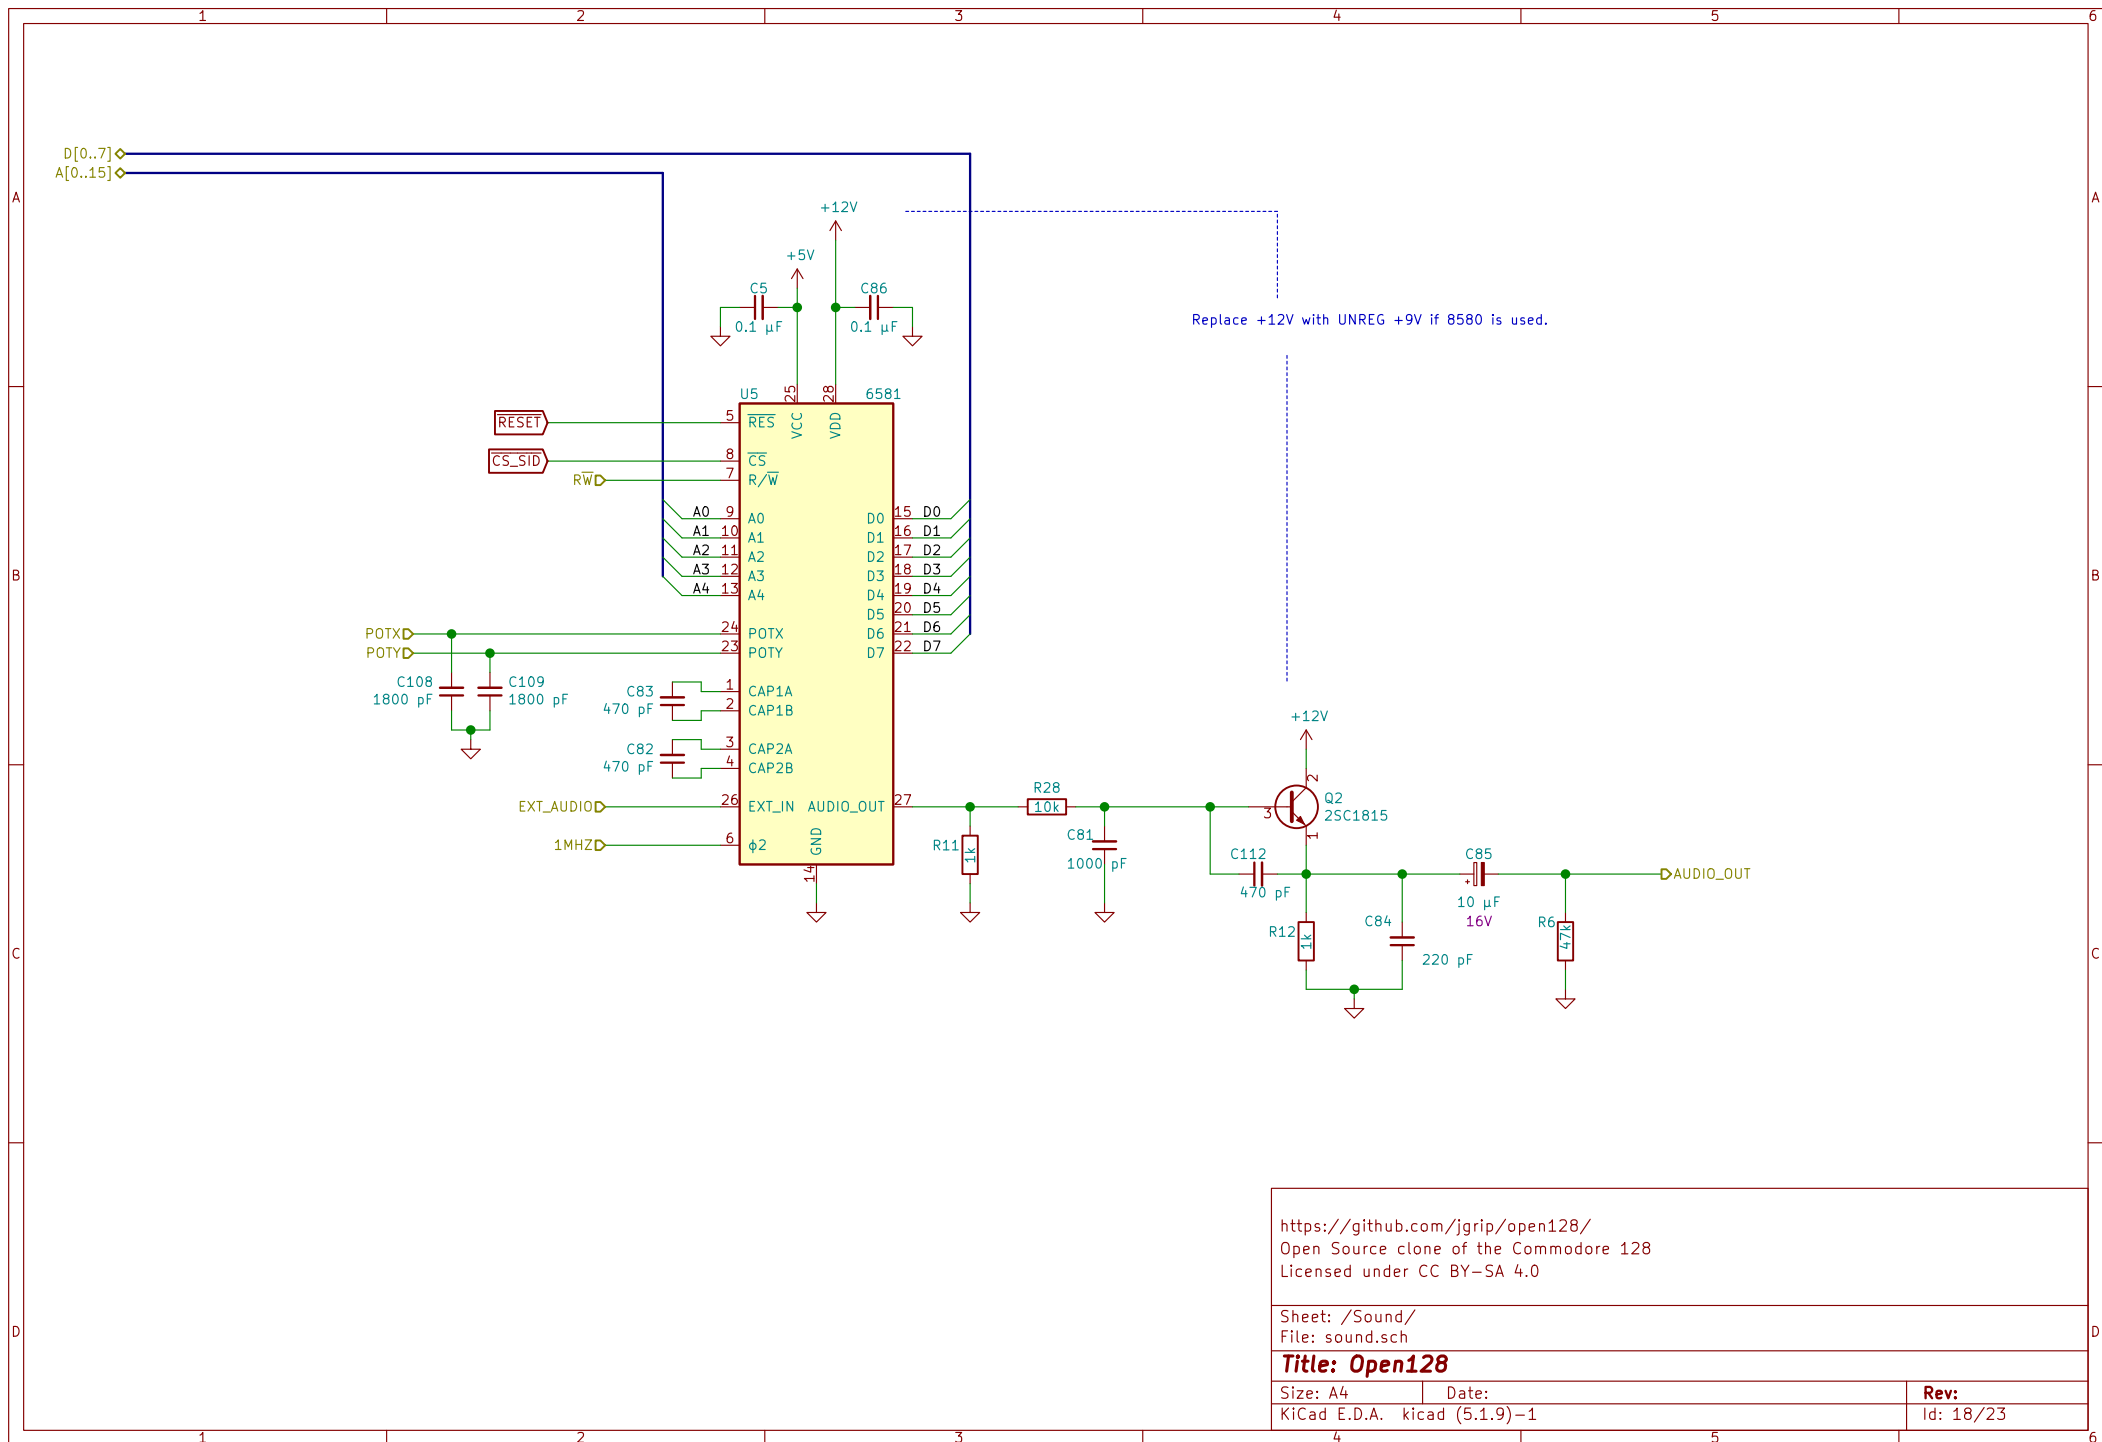 1 2 3 4 5 6
D[0..7]
A[0..15]
A A
+12V
+5V
C5 C86
0.1 µF 0.1 µF
Replace +12V with UNREG +9V if 8580 is used.
U5 25 28 6581
5 RES VCC VDD
RESET
8 CS
CS_SID
7 R/W
RW
A0 9 A0 D0 15 D0
A1 10 A1 D1 16 D1
A2 11 A2 D2 17 D2
A3 12 A3 D3 18 D3
B B
A4 13 A4 D4 19 D4
D5 20 D5
POTX 24 POTX D6 21 D6
POTY 23 POTY D7 22 D7
C108 C109
1800 pF 1800 pF
C83 1 CAP1A
470 pF 2 CAP1B
+12V
C82 3 CAP2A
470 pF 4 CAP2B
EXT_AUDIO 26 EXT_IN AUDIO_OUT 27
R28
10k
2
3 Q2
2SC1815
1
1MHZ 6 ϕ2 GND
14
R11 1k
C81
1000 pF
C112
470 pF
C85
10 µF
16V
+
AUDIO_OUT
R12 1k
C84
220 pF
R6 47k
C C
https://github.com/jgrip/open128/
Open Source clone of the Commodore 128
Licensed under CC BY-SA 4.0
Sheet: /Sound/
File: sound.sch
D D
Title: Open128
Size: A4 Date: Rev:
KiCad E.D.A. kicad (5.1.9)-1 Id: 18/23
1 2 3 4 5 6